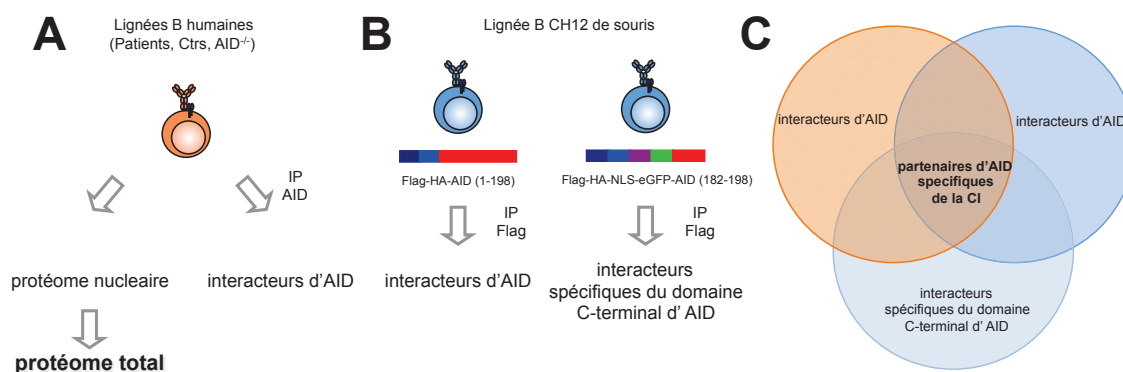 A
Lignées B humaines
(Patients, Ctrs, AID-/-)
IP
AID
protéome nucleaire
interacteurs d'AID
protéome total
B
Lignée B CH12 de souris
Flag-HA-AID (1-198)
Flag-HA-NLS-eGFP-AID (182-198)
IP
Flag
IP
Flag
interacteurs d'AID
interacteurs
spécifiques du domaine
C-terminal d' AID
C
interacteurs d'AID
interacteurs d'AID
partenaires d'AID
specifiques
de la CI
interacteurs
spécifiques du domaine
C-terminal d' AID